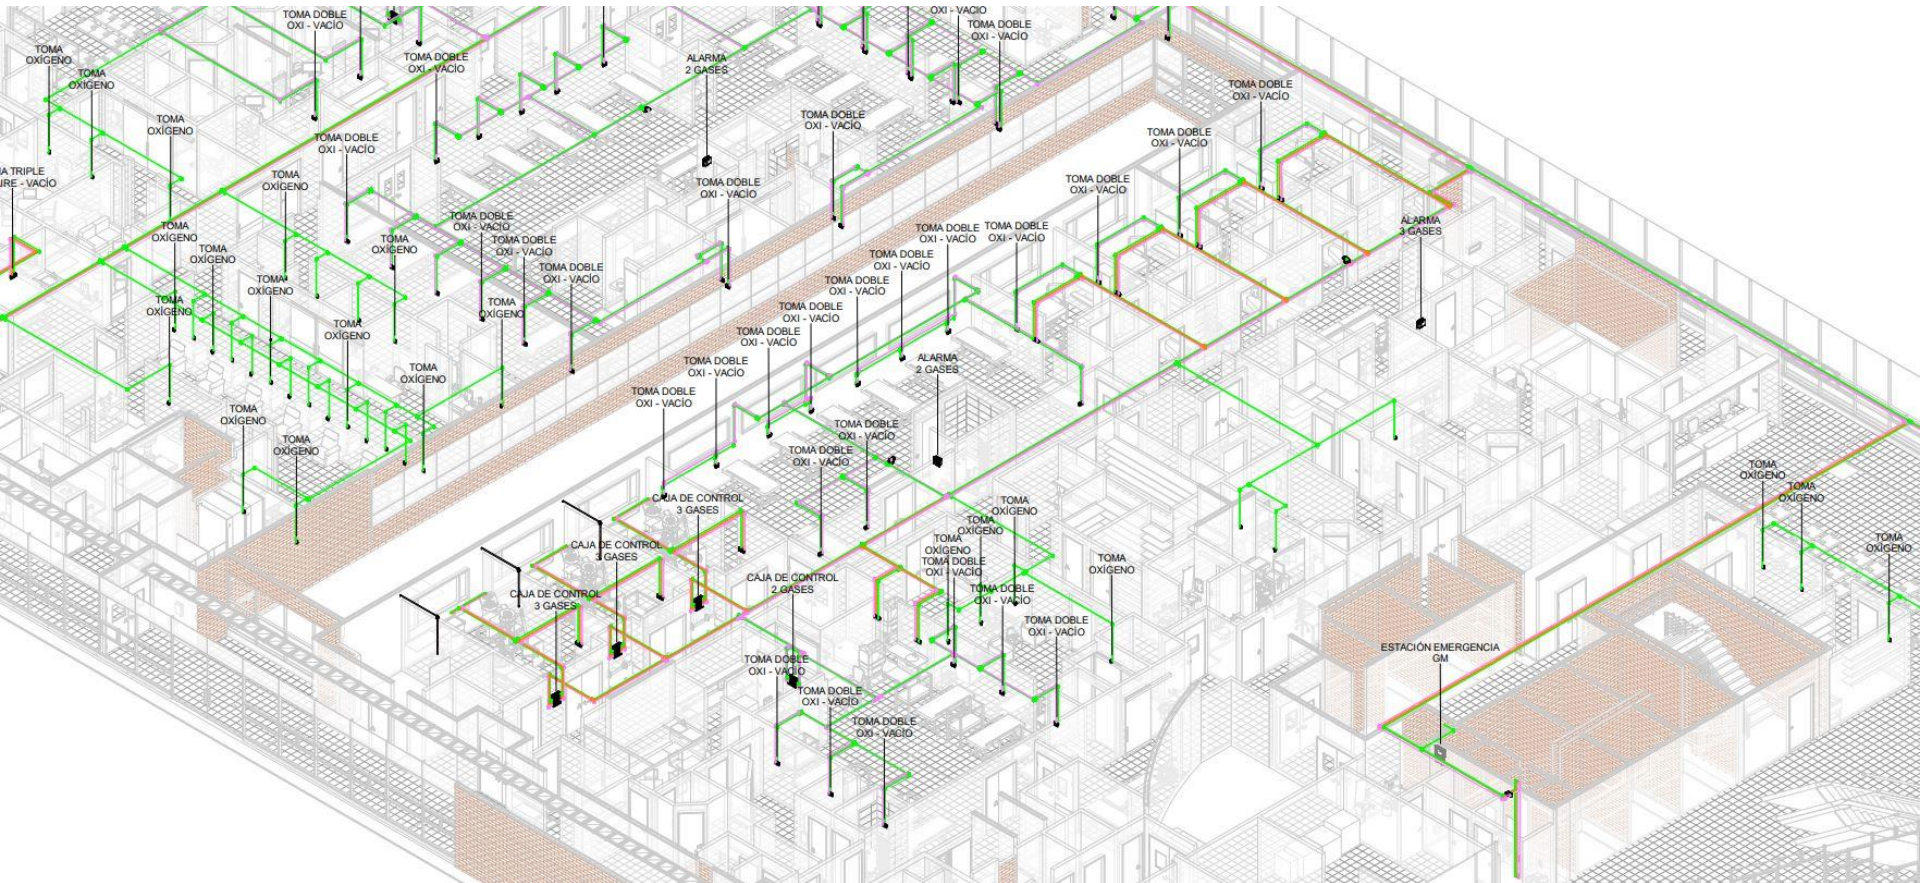 TOMA DOBLE
OXI - VACÍO
OXI - VACÍO
TOMA DOBLE
OXI - VACÍO
TOMA
OXÍGENO
TOMA DOBLE
OXI - VACÍO
ALARMA
2 GASES
TOMA
OXÍGENO
TOMA DOBLE
OXI - VACÍO
TOMA
OXÍGENO
TOMA DOBLE
OXI - VACÍO
TOMA DOBLE
OXI - VACÍO
TOMA DOBLE
OXI - VACÍO
TRIPLE
- VACÍO
TOMA
OXÍGENO
TOMA DOBLE
OXI - VACÍO
TOMA DOBLE
OXI - VACÍO
TOMA DOBLE
OXI - VACÍO
ALARMA
3 GASES
TOMA
OXÍGENO
TOMA
OXÍGENO
TOMA
OXÍGENO
TOMA DOBLE
OXI - VACÍO
TOMA DOBLE
OXI - VACÍO
TOMA DOBLE
OXI - VACÍO
TOMA DOBLE
OXI - VACÍO
TOMA DOBLE
OXI - VACÍO
TOMA
OXÍGENO
TOMA DOBLE
OXI - VACÍO
TOMA
OXÍGENO
TOMA
OXÍGENO
TOMA
OXÍGENO
TOMA DOBLE
OXI - VACÍO
TOMA DOBLE
OXI - VACÍO
TOMA
OXÍGENO
TOMA DOBLE
OXI - VACÍO
ALARMA
2 GASES
TOMA DOBLE
OXI - VACÍO
TOMA
OXÍGENO
TOMA
OXÍGENO
TOMA DOBLE
OXI - VACÍO
TOMA DOBLE
OXI - VACÍO
TOMA
OXÍGENO
TOMA
OXÍGENO
CAJA DE CONTROL
3 GASES
TOMA
OXÍGENO
TOMA
OXÍGENO
TOMA
OXÍGENO
CAJA DE CONTROL
3 GASES
TOMA
OXÍGENO
TOMA DOBLE
OXI - VACÍO
TOMA
OXÍGENO
CAJA DE CONTROL
2 GASES
CAJA DE CONTROL
3 GASES
TOMA DOBLE
OXI - VACÍO
TOMA DOBLE
OXI - VACÍO
ESTACIÓN EMERGENCIA
GM
TOMA DOBLE
OXI - VACÍO
TOMA DOBLE
OXI - VACÍO
TOMA DOBLE
OXI - VACÍO